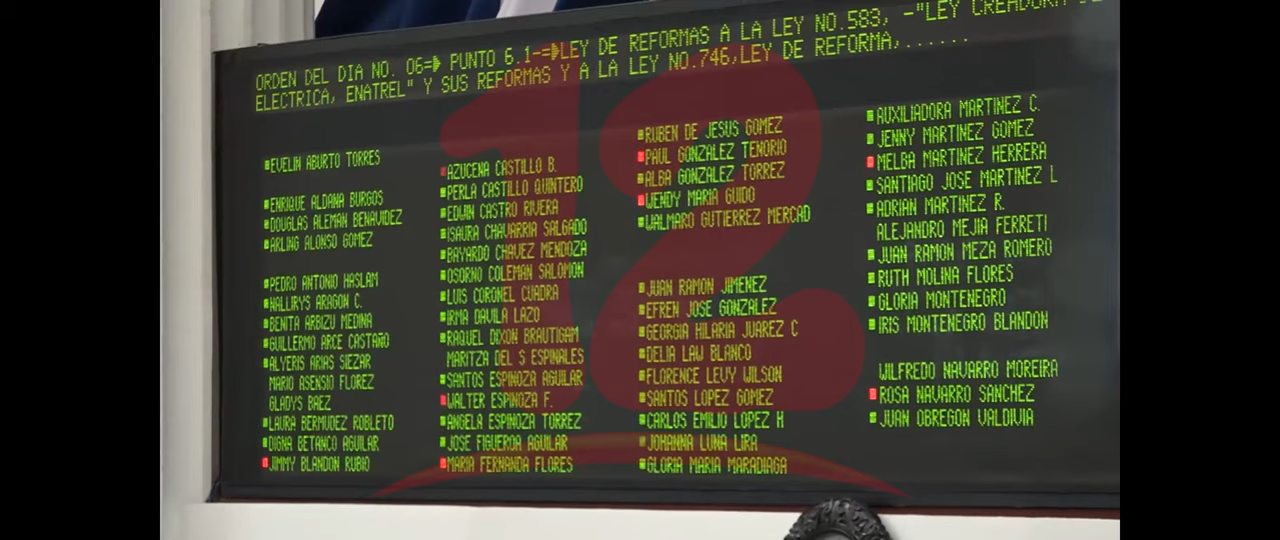 ORDEN DEL DIA NO. 06=> PUNTO 6.1-=>LEY DE REFORMAS A LA LEY NO.583, -"LEY CREADORA
ELECTRICA, ENATREL" Y SUS REFORMAS Y A LA LEY NO.746,LEY DE REFORMA,......
EVELIN ABURTO TORRES
ENRIQUE ALDANA BURGOS
DOUGLAS ALEMAN BENAVIDEZ
ARLING ALONSO GOMEZ
PEDRO ANTONIO HASLAM
WALLIRYS ARAGON C.
BENITA ARBIZU MEDINA
GUILLERMO ARCE CASTAÑO
ALYERIS ARIAS SIEZAR
MARIO ASENSIO FLOREZ
GLADYS BAEZ
LAURA BERMUDEZ ROBLETO
DIGNA BETANCO AGUILAR
JIMMY BLANDON RUBIO
AZUCENA CASTILLO B.
PERLA CASTILLO QUINTERO
EDWIN CASTRO RIVERA
ISAURA CHAVARRIA SALGADO
BAYARDO CHAVEZ MENDOZA
OSORNO COLEMAN SALOMON
LUIS CORONEL CUADRA
IRMA DAVILA LAZO
RAQUEL DIXON BRAUTIGAM
MARITZA DEL S ESPINALES
SANTOS ESPINOZA AGUILAR
WALTER ESPINOZA F.
ANGELA ESPINOZA TORREZ
JOSE FIGUEROA AGUILAR
MARIA FERNANDA FLORES
RUBEN DE JESUS GOMEZ
PAUL GONZALEZ TENORIO
ALBA GONZALEZ TORREZ
WENDY MARIA GUIDO
WALMARO GUTIERREZ MERCAD
JUAN RAMON JIMENEZ
EFREN JOSE GONZALEZ
GEORGIA HILARIA JUAREZ C
DELIA LAW BLANCO
FLORENCE LEVY WILSON
SANTOS LOPEZ GOMEZ
CARLOS EMILIO LOPEZ H
JOHANNA LUNA LIRA
GLORIA MARIA MARADIAGA
AUXILIADORA MARTINEZ C.
JENNY MARTINEZ GOMEZ
MELBA MARTINEZ HERRERA
SANTIAGO JOSE MARTINEZ L
ADRIAN MARTINEZ R.
ALEJANDRO MEJIA FERRETI
JUAN RAMON MEZA ROMERO
RUTH MOLINA FLORES
GLORIA MONTENEGRO
IRIS MONTENEGRO BLANDON
WILFREDO NAVARRO MOREIRA
ROSA NAVARRO SANCHEZ
JUAN OBREGON VALDIVIA
12